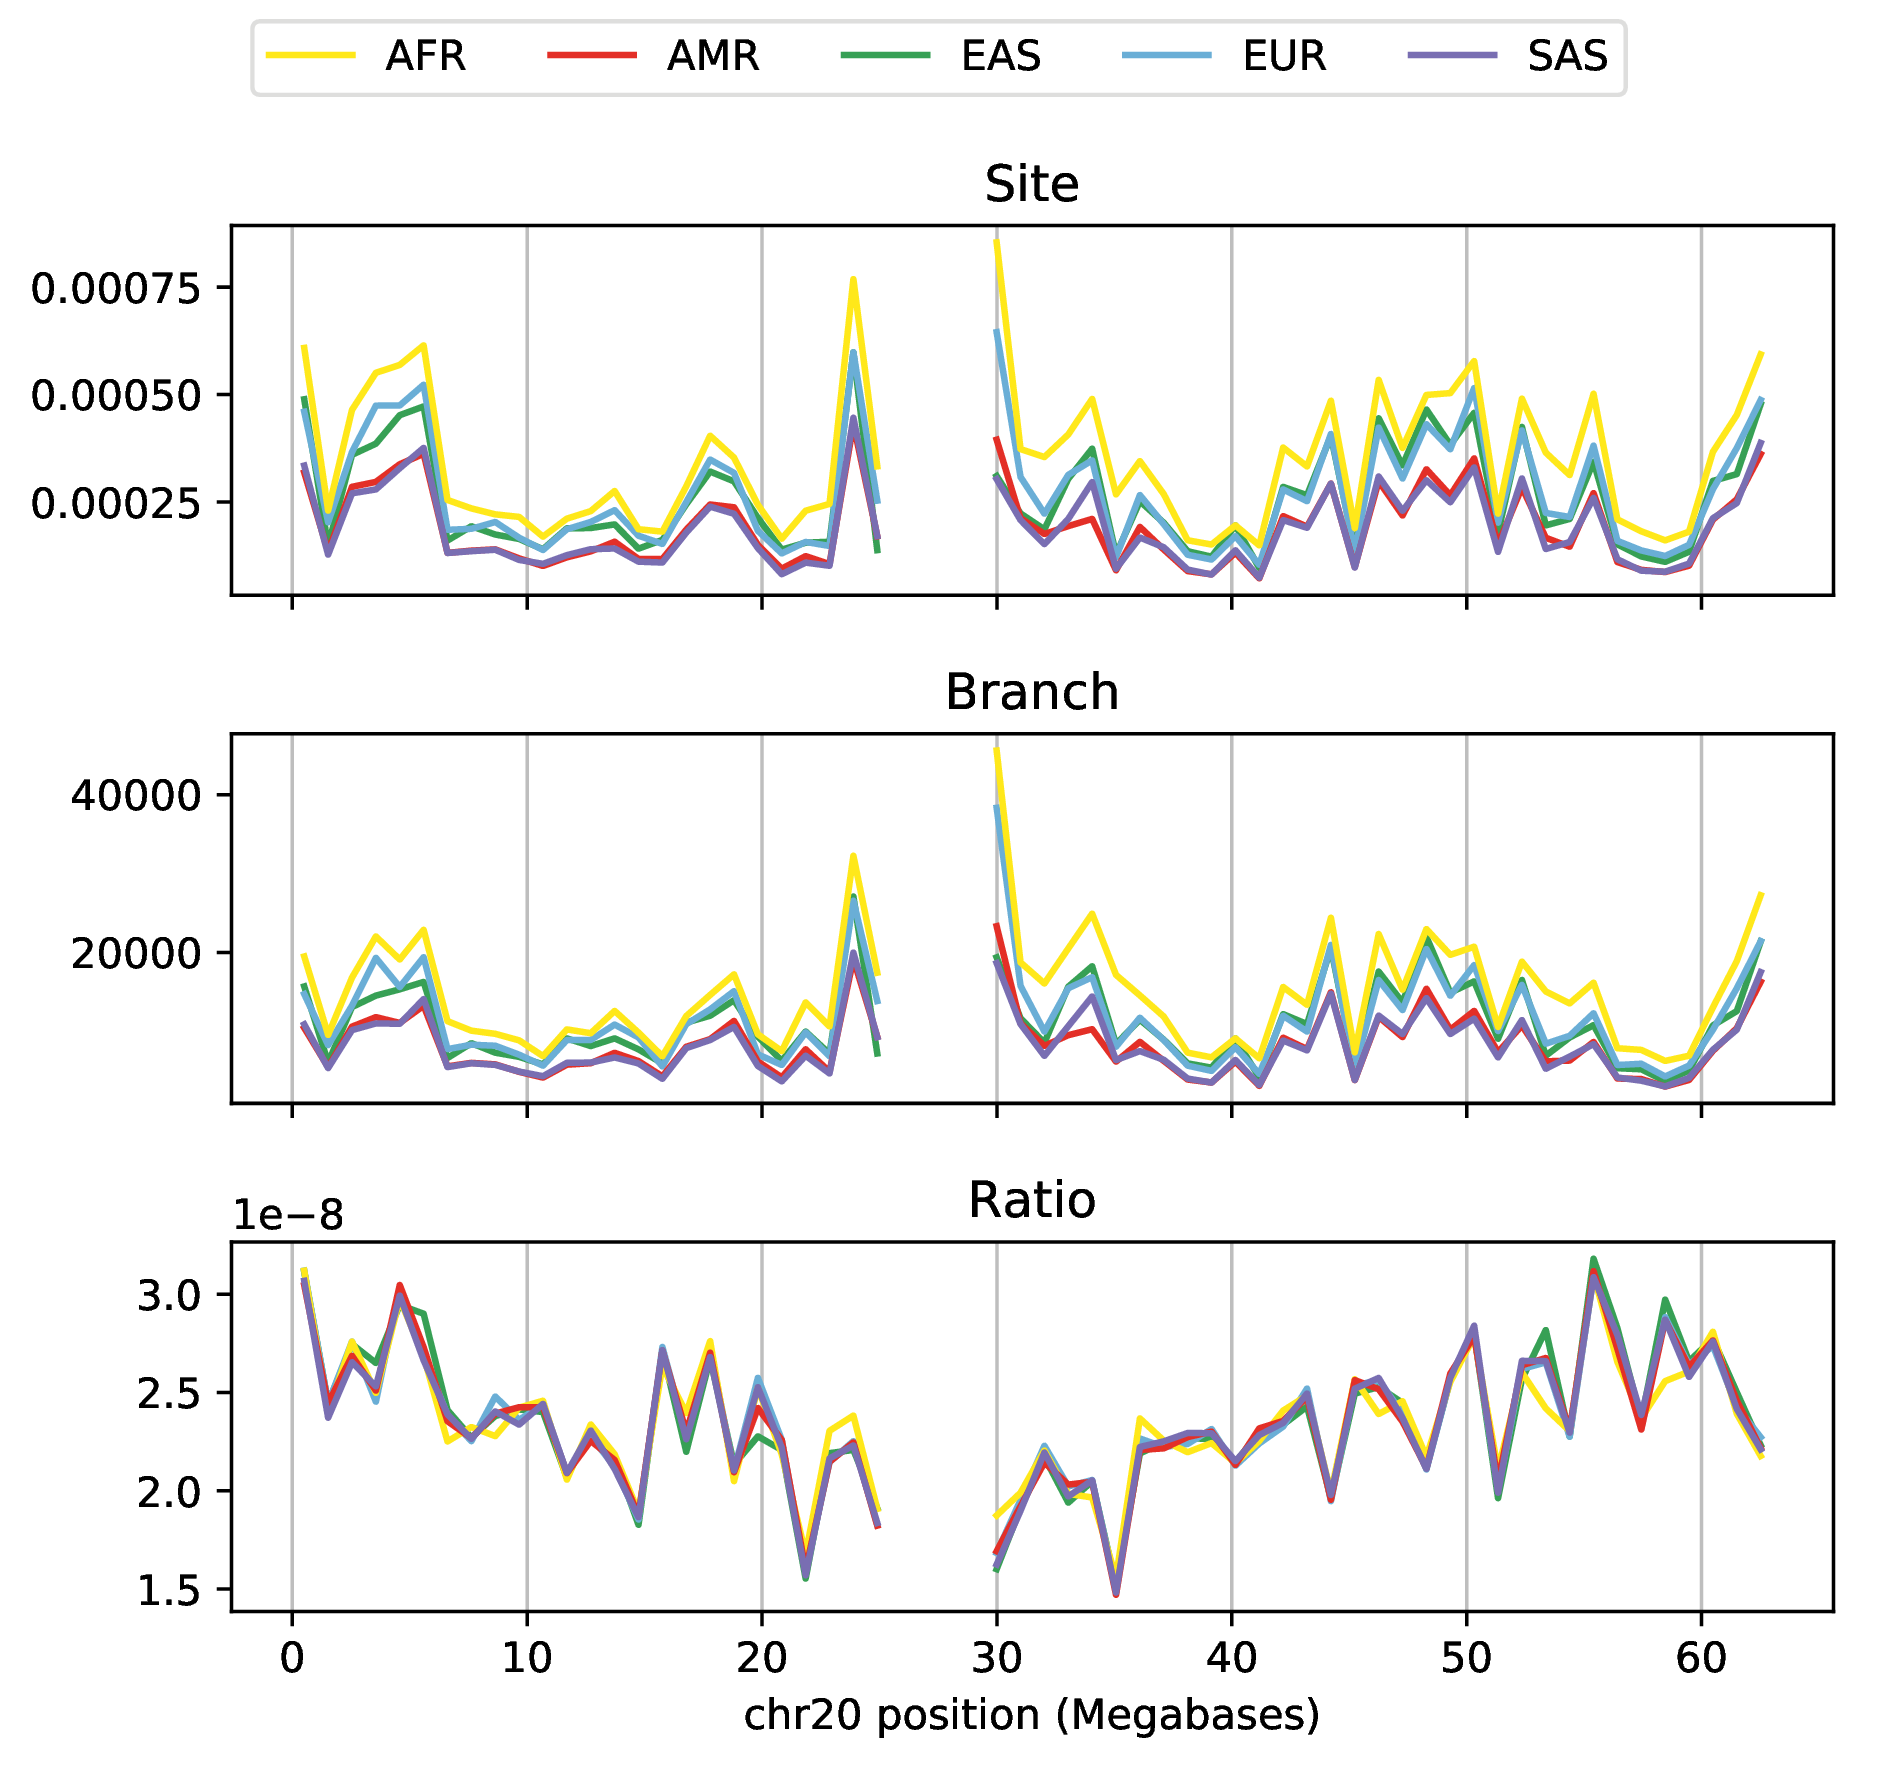 AFR AMR EAS EUR SAS
Site
0.00075
0.00050
0.00025
Branch
40000
20000
Ratio
1e−8
3.0
2.5
2.0
1.5
0 10 20 30 40 50 60
chr20 position (Megabases)